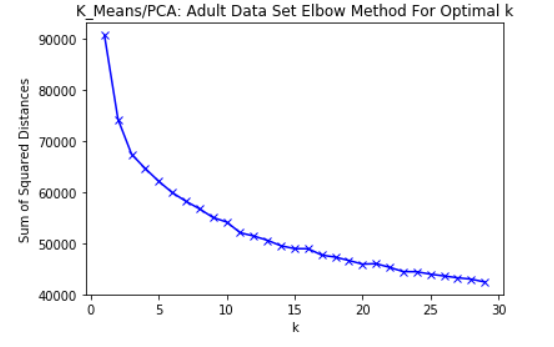 K_Means/PCA: Adult Data Set Elbow Method For Optimal k
90000
80000
70000
60000
50000
40000
Sum of Squared Distances
0 5 10 15 20 25 30
k